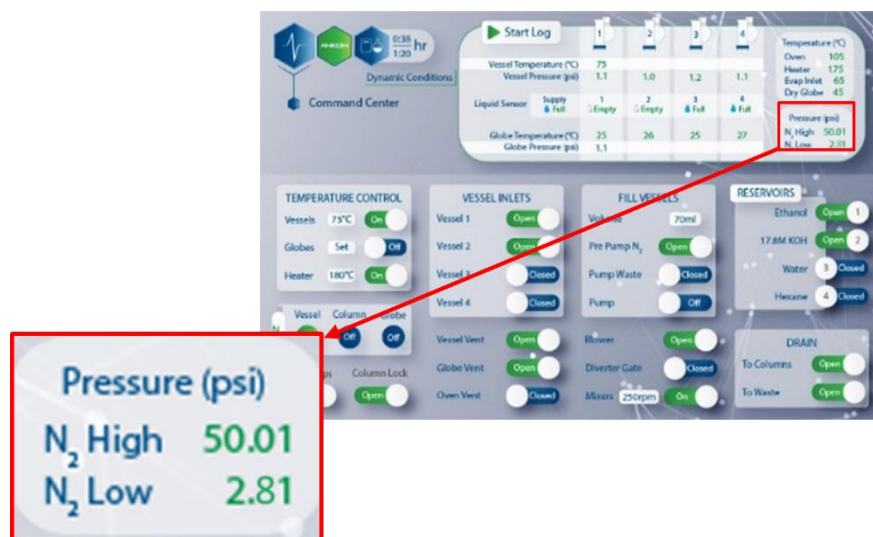 ANKOM
0:38
1:20 hr
Dynamic Conditions
Command Center
Start Log
1 2 3 4
Vessel Temperature (°C) 75
Vessel Pressure (psi) 1.1 1.0 1.2 1.1
Liquid Sensor
Supply 1 2 3 4
Full Empty Empty Full Full
Globe Temperature (°C) 25 26 25 27
Globe Pressure (psi) 1.1
Temperature (°C)
Oven 105
Heater 175
Evap Inlet 65
Dry Globe 45
Pressure (psi)
N₂ High 50.01
N₂ Low 2.81
TEMPERATURE CONTROL
Vessels 75°C On
Globes Set Off
Heater 180°C On
Vessel Column Globe
Off Off
Column Lock
Open
VESSEL INLETS
Vessel 1 Open
Vessel 2 Open
Vessel 3 Closed
Vessel 4 Closed
Vessel Vent Open
Globe Vent Open
Oven Vent Closed
FILL VESSELS
Volume 70ml
Pre Pump N₂ Open
Pump Waste Closed
Pump Off
Blower Open
Diverter Gate Closed
Mixers 250rpm On
RESERVOIRS
Ethanol Open 1
17.8M KOH Open 2
Water 3 Closed
Hexane 4 Closed
DRAIN
To Columns Open
To Waste Open
Pressure (psi)
N₂ High 50.01
N₂ Low 2.81